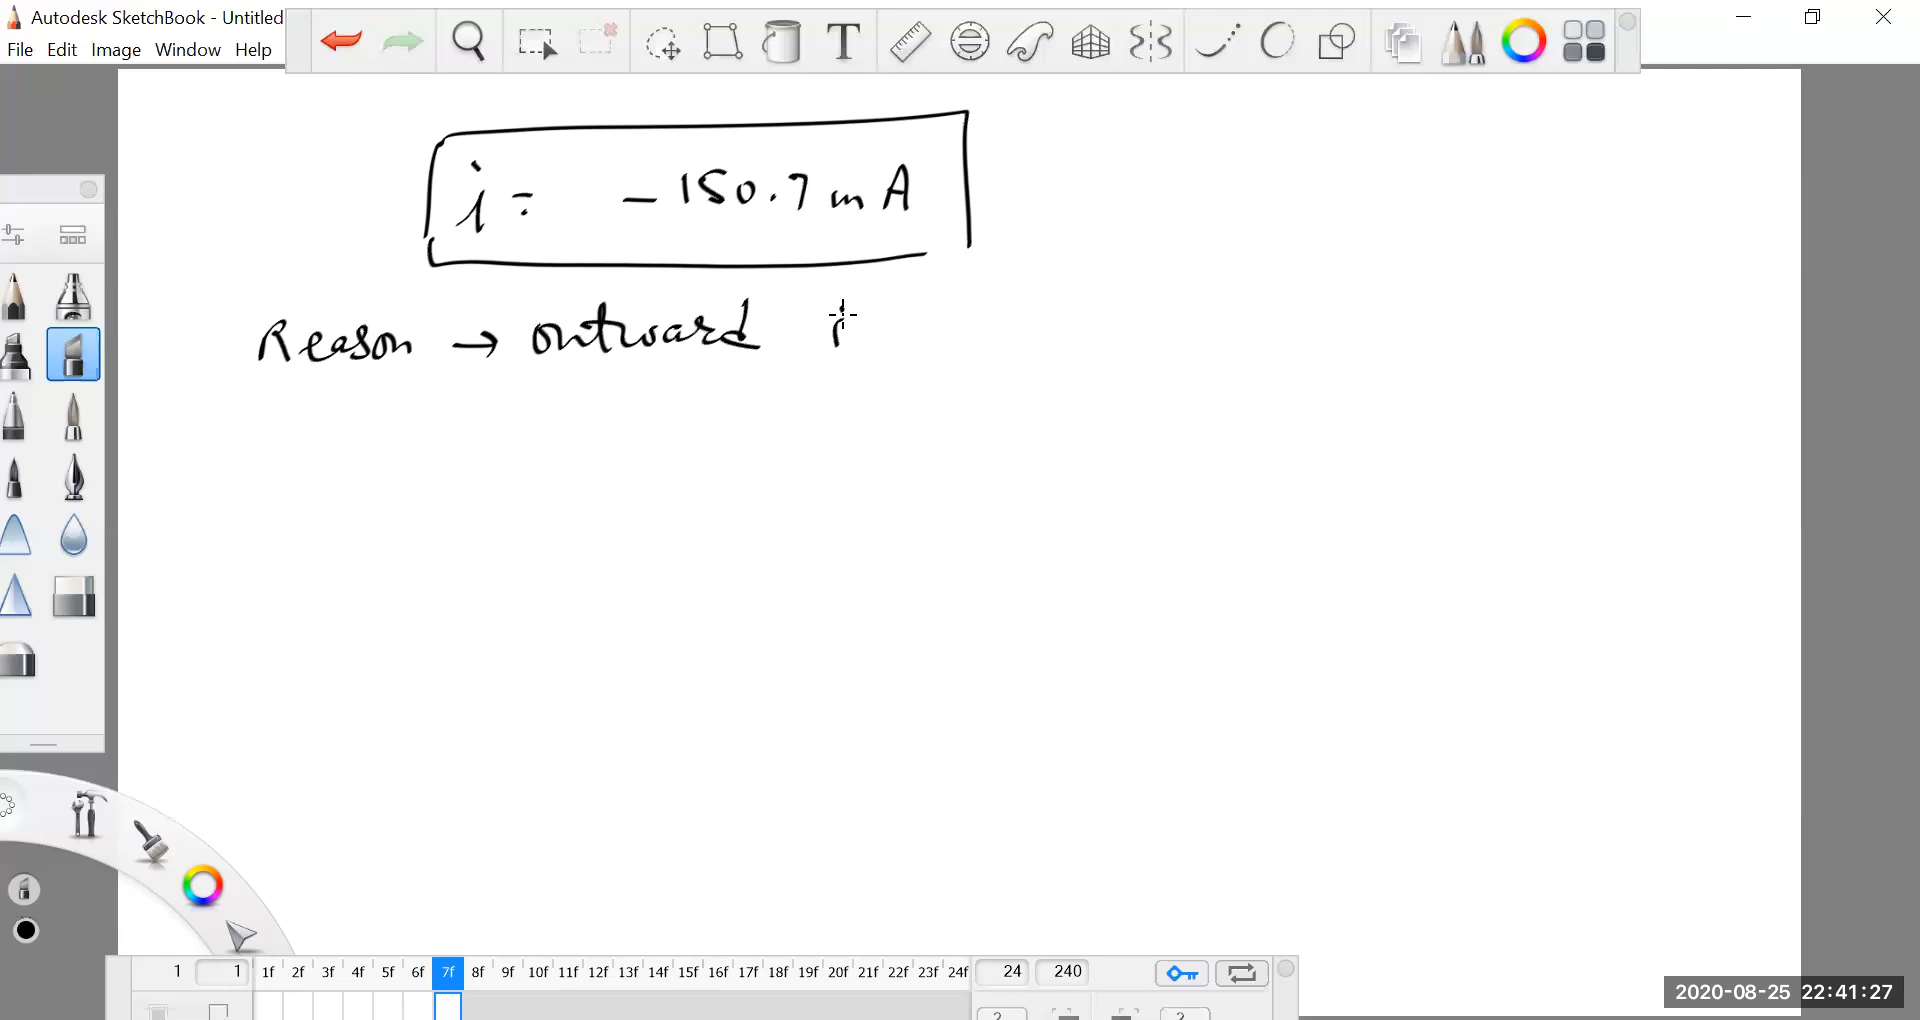 Autodesk SketchBook - Untitled
File Edit Image Window Help
T
i = - 150.7 mA
Reason → outward
1 1 1f 2f 3f 4f 5f 6f 7f 8f 9f 10f 11f 12f 13f 14f 15f 16f 17f 18f 19f 20f 21f 22f 23f 24f 24 240
2 2
2020-08-25 22:41:27